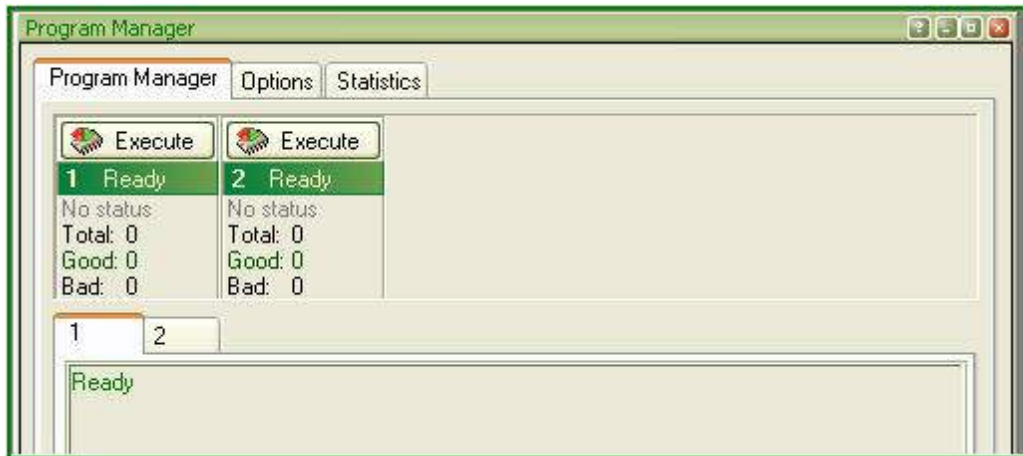 Program Manager
Program Manager Options Statistics
Execute Execute
1 Ready 2 Ready
No status No status
Total: 0 Total: 0
Good: 0 Good: 0
Bad: 0 Bad: 0
1 2
Ready